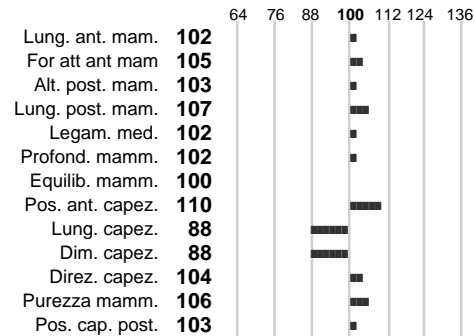 64 76 88 100 112 124 136
Lung. ant. mam. 102
For att ant mam 105
Alt. post. mam. 103
Lung. post. mam. 107
Legam. med. 102
Profond. mamm. 102
Equilib. mamm. 100
Pos. ant. capez. 110
Lung. capez. 88
Dim. capez. 88
Direz. capez. 104
Purezza mamm. 106
Pos. cap. post. 103